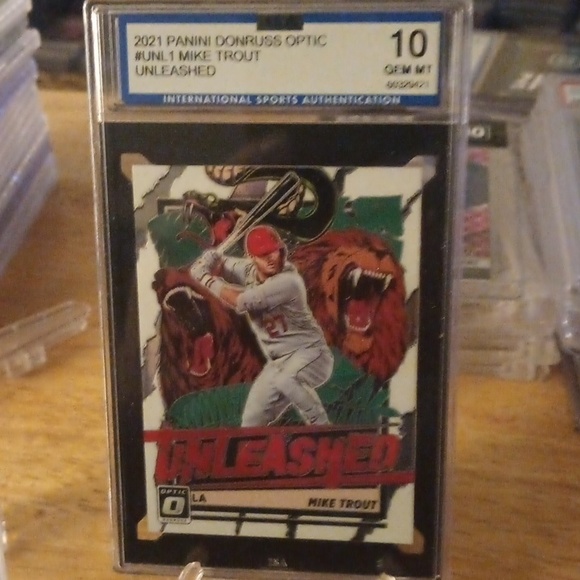 2021 PANINI DONRUSS OPTIC
#UNL1 MIKE TROUT
UNLEASHED
10
GEM MT
INTERNATIONAL SPORTS AUTHENTICATION
27
UNLEASHED
OPTIC
LA
MIKE TROUT